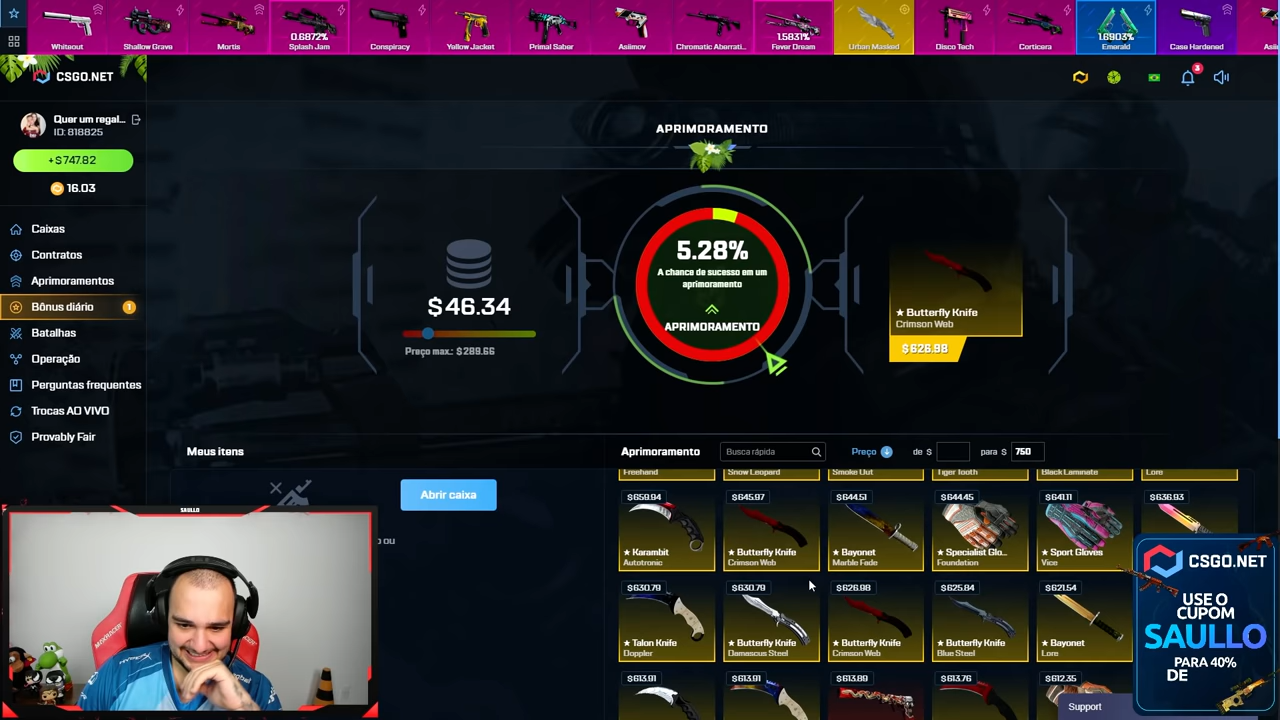 Whiteout
Shallow Grave
Mortis
0.6872%
Splash Jam
Conspiracy
Yellow Jacket
Primal Saber
Asiimov
Chromatic Aberrati...
1.5831%
Fever Dream
Urban Masked
Disco Tech
Corticera
1.6903%
Emerald
Case Hardened
CSGO.NET
3
Quer um regal...
ID: 818825
+$747.82
16.03
Caixas
Contratos
Aprimoramentos
Bônus diário
1
Batalhas
Operação
Perguntas frequentes
Trocas AO VIVO
Provably Fair
APRIMORAMENTO
$46.34
Preço max.: $289.66
5.28%
A chance de sucesso em um
aprimoramento
APRIMORAMENTO
★ Butterfly Knife
Crimson Web
$626.98
Meus itens
Abrir caixa
o ou
Aprimoramento
Busca rápida
Preço
de $
para $ 750
Freehand
Snow Leopard
Smoke Out
Tiger Tooth
Black Laminate
Lore
$659.94
★ Karambit
Autotronic
$645.97
★ Butterfly Knife
Crimson Web
$644.51
★ Bayonet
Marble Fade
$644.45
★ Specialist Glo...
Foundation
$641.11
★ Sport Gloves
Vice
$636.93
$630.79
★ Talon Knife
Doppler
$630.79
★ Butterfly Knife
Damascus Steel
$626.98
★ Butterfly Knife
Crimson Web
$625.84
★ Butterfly Knife
Blue Steel
$621.54
★ Bayonet
Lore
$613.91
$613.91
$613.89
$613.76
$612.35
SAULLO
MAXRACER
HYPERX
CSGO.NET
USE O
CUPOM
SAULLO
PARA 40%
DE
Support